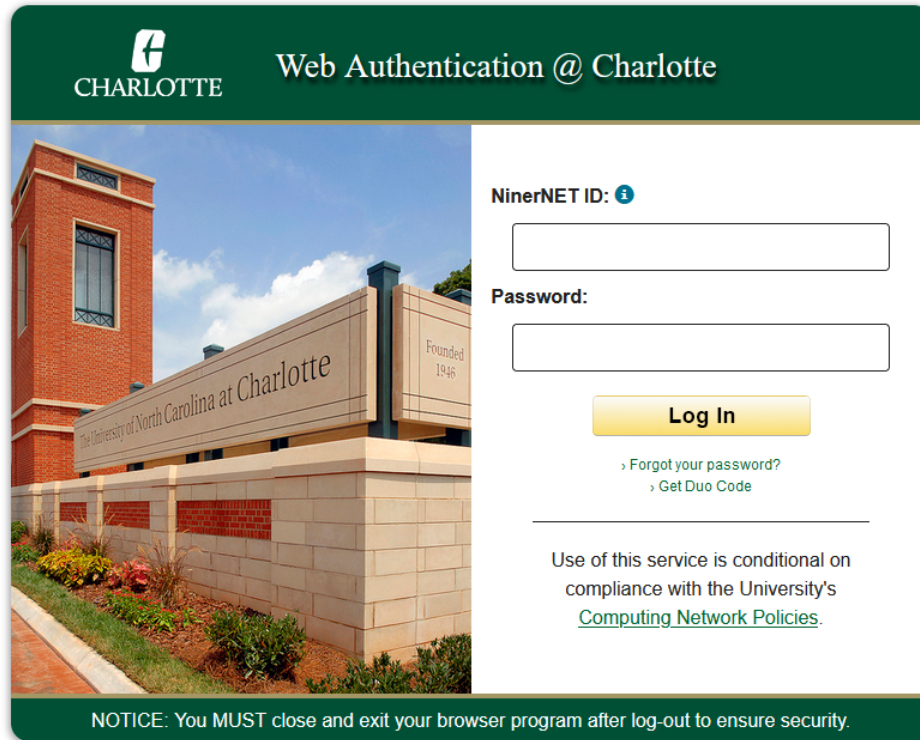 CHARLOTTE
Web Authentication @ Charlotte
The University of North Carolina at Charlotte
Founded
1946
NinerNET ID:
Password:
Log In
› Forgot your password?
› Get Duo Code
Use of this service is conditional on
compliance with the University's
Computing Network Policies.
NOTICE: You MUST close and exit your browser program after log-out to ensure security.